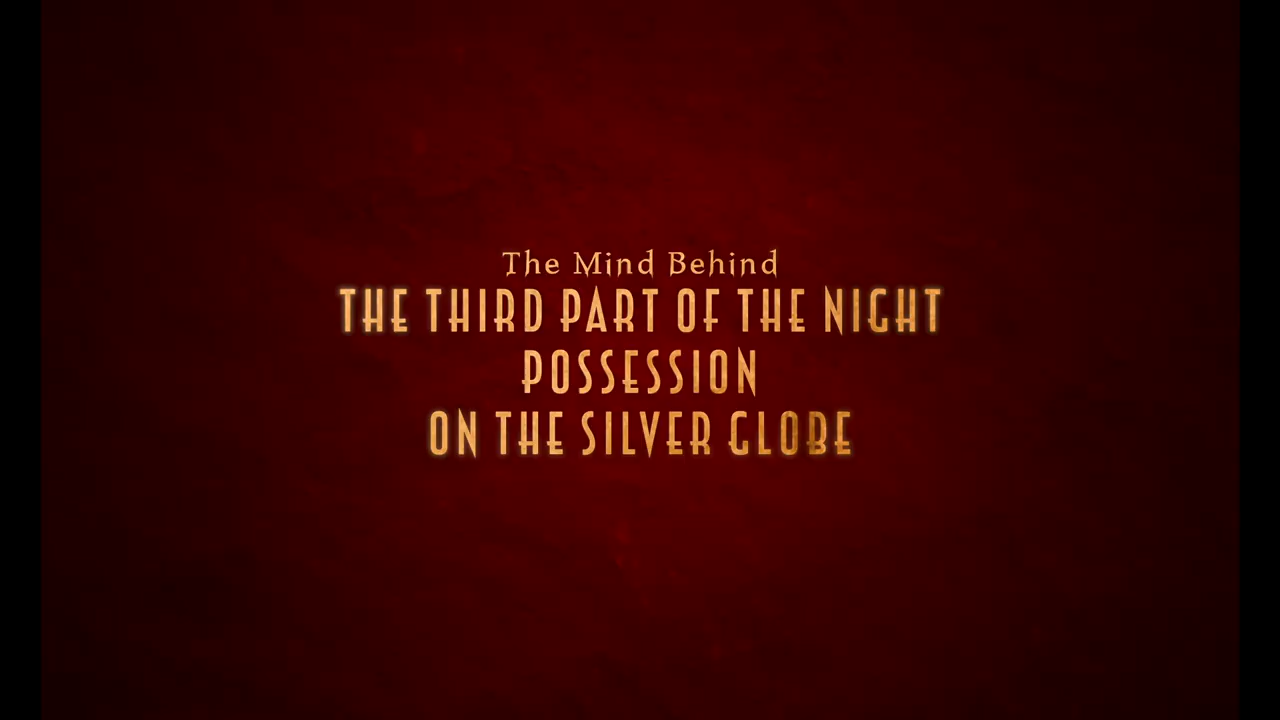 The Mind Behind
THE THIRD PART OF THE NIGHT
POSSESSION
ON THE SILVER GLOBE